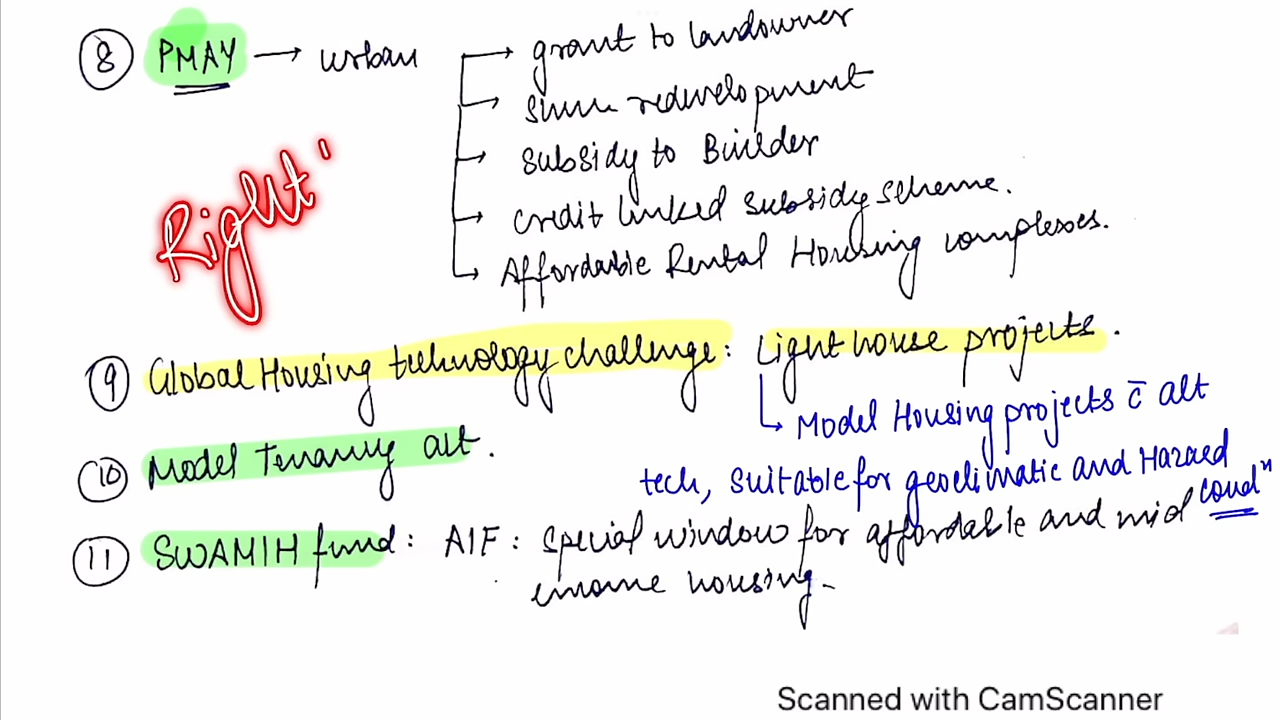 8 PMAY → urban → grant to landowner
→ slum redevelopment
→ subsidy to Builder
→ credit linked subsidy scheme.
→ Affordable Rental Housing complexes.
Right
9 Global Housing technology challenge: Light house projects.
Model Housing projects c̄ alt
tech, suitable for geoclimatic and Hazard condⁿ
10 Model Tenancy act.
11 SWAMIH fund: AIF: special window for affordable and mid
income housing.
Scanned with CamScanner